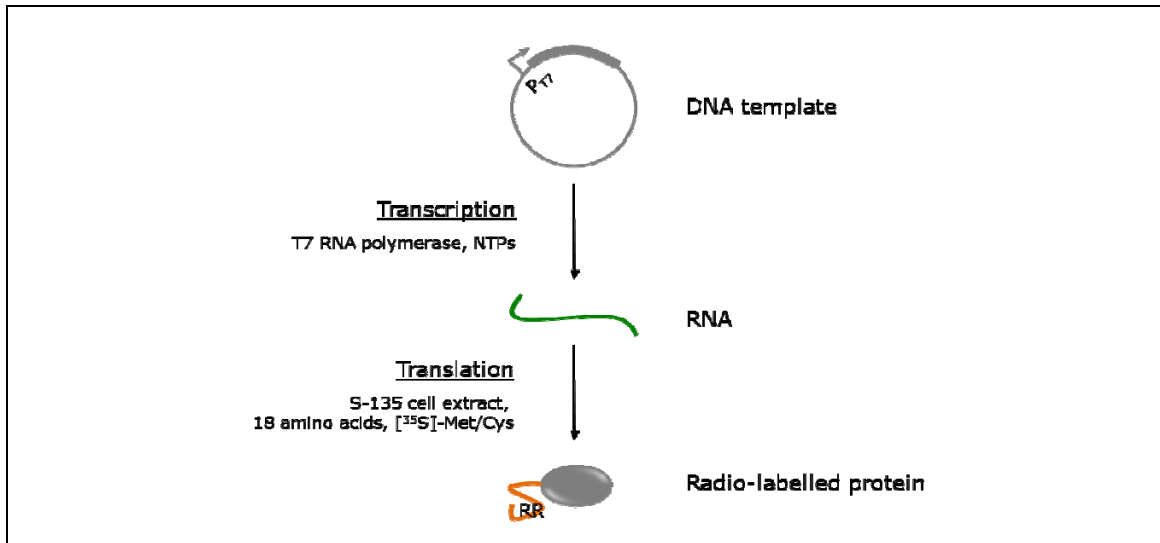 P_T7
DNA template
Transcription
T7 RNA polymerase, NTPs
RNA
Translation
S-135 cell extract,
18 amino acids, [³⁵S]-Met/Cys
RR
Radio-labelled protein